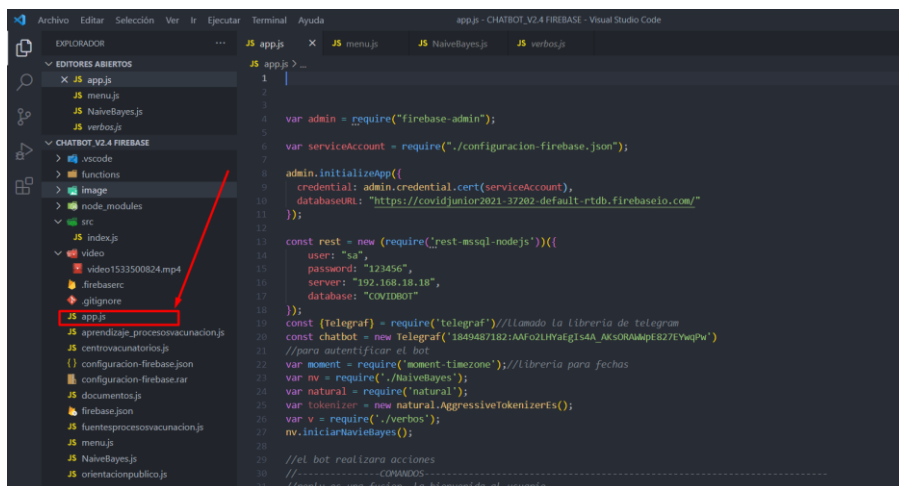 Archivo Editar Selección Ver Ir Ejecutar Terminal Ayuda app.js - CHATBOT_V2.4 FIREBASE - Visual Studio Code
EXPLORADOR ...
EDITORES ABIERTOS
JS app.js
JS menu.js
JS NaiveBayes.js
JS verbos.js
CHATBOT_V2.4 FIREBASE
.vscode
functions
image
node_modules
src
JS index.js
video
video1533500824.mp4
.firebaserc
.gitignore
JS app.js
JS aprendizaje_procesosvacunacion.js
JS centrovacunatorios.js
{} configuracion-firebase.json
configuracion-firebase.rar
JS documentos.js
firebase.json
JS fuentesprocesosvacunacion.js
JS menu.js
JS NaiveBayes.js
JS orientacionpublico.js
JS app.js JS menu.js JS NaiveBayes.js JS verbos.js
JS app.js > ...
1
2
3
4 var admin = require("firebase-admin");
5
6 var serviceAccount = require("./configuracion-firebase.json");
7
8 admin.initializeApp({
9 credential: admin.credential.cert(serviceAccount),
10 databaseURL: "https://covidjunior2021-37202-default-rtdb.firebaseio.com/"
11 });
12
13 const rest = new (require('rest-mssql-nodejs'))({
14 user: "sa",
15 password: "123456",
16 server: "192.168.18.18",
17 database: "COVIDBOT"
18 });
19 const {Telegraf} = require('telegraf')//llamado la libreria de telegram
20 const chatbot = new Telegraf('1849487182:AAFo2LHYaEgIs4A_AKsORAWWpE827EYwqPw')
21 //para autentificar el bot
22 var moment = require('moment-timezone');//libreria para fechas
23 var nv = require('./NaiveBayes');
24 var natural = require('natural');
25 var tokenizer = new natural.AggressiveTokenizerEs();
26 var v = require('./verbos');
27 nv.iniciarNavieBayes();
28
29 //el bot realizara acciones
30 //------------------COMANDOS------------------------------------------------------------------------------------------